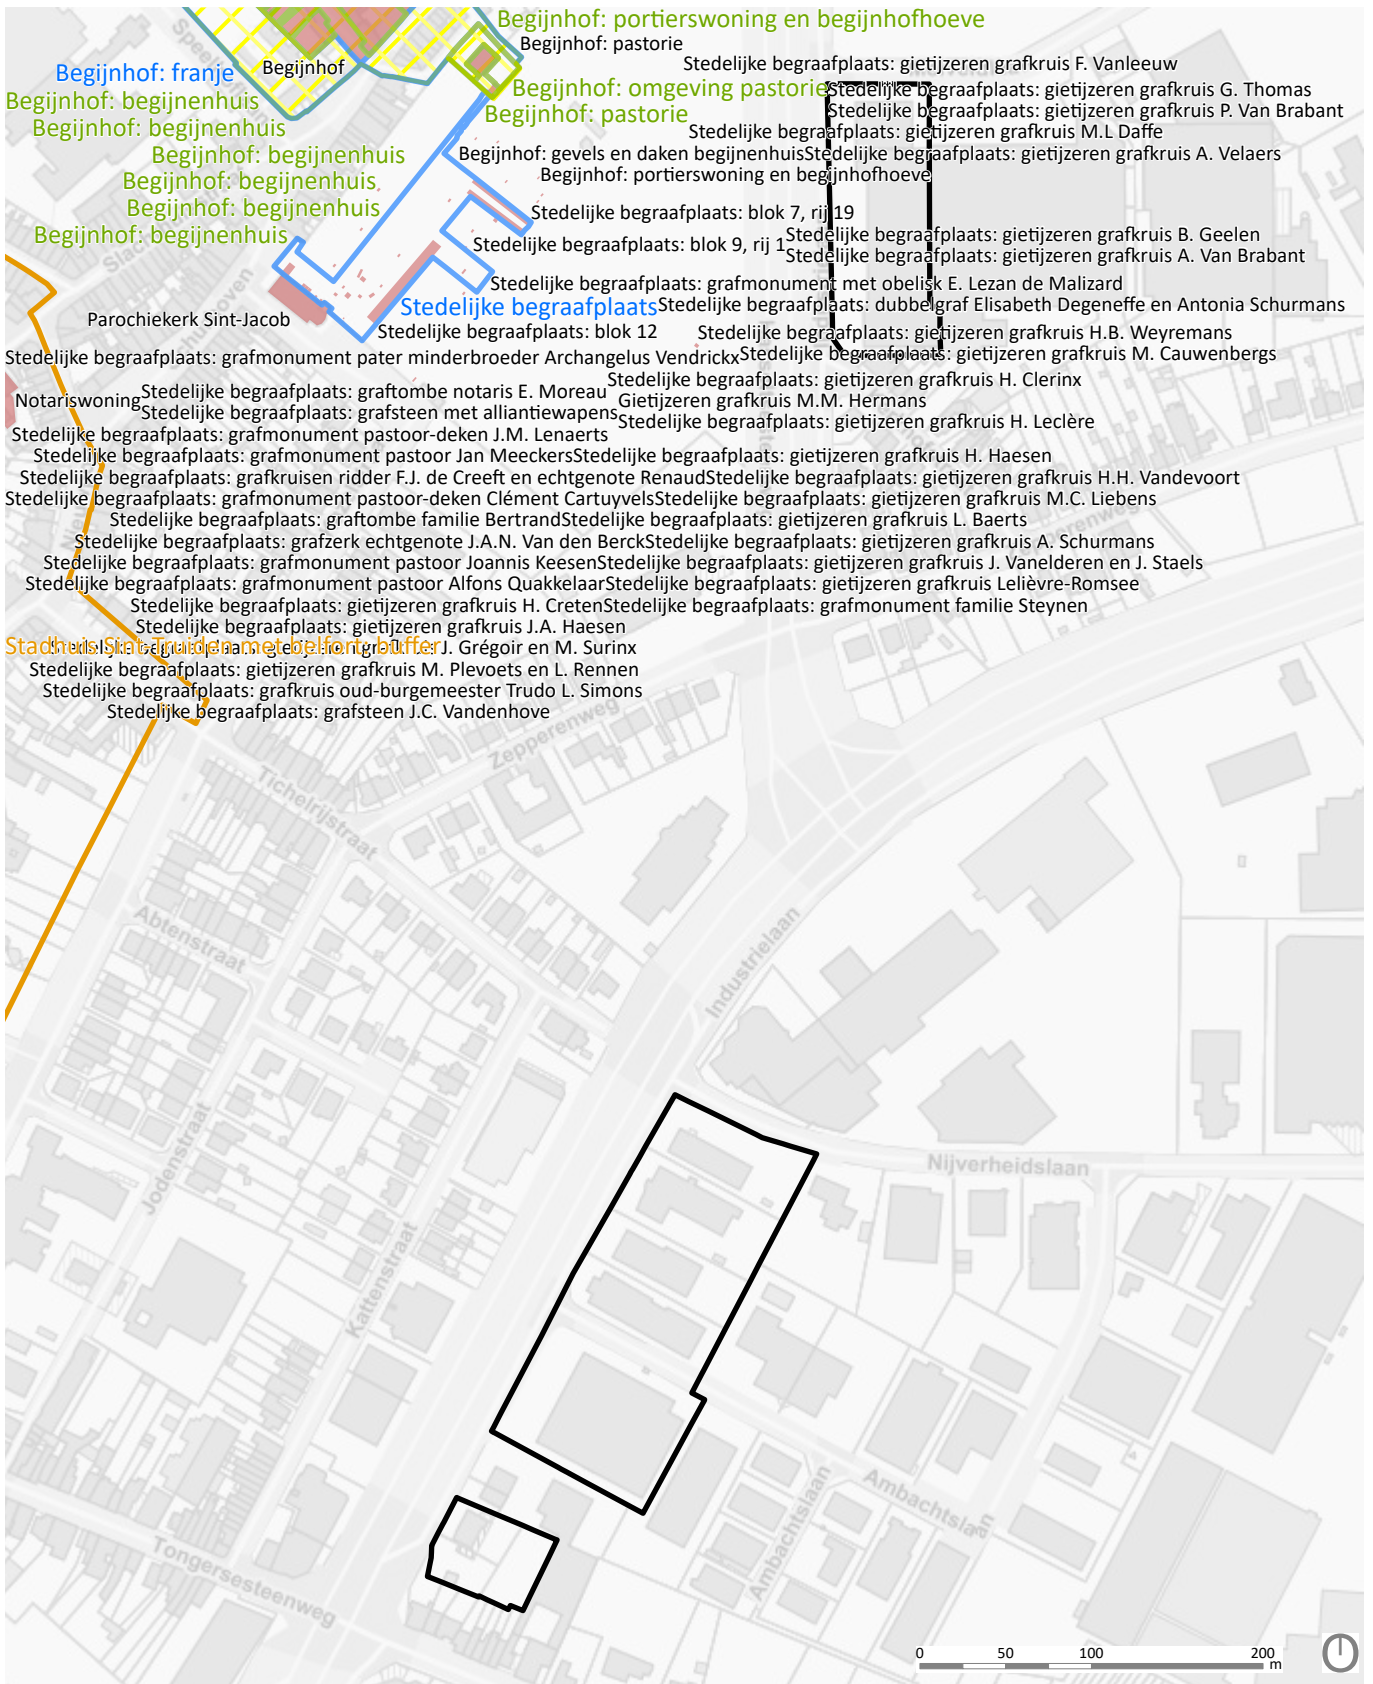 Begijnhof: portierswoning en begijnhofhoeve
Begijnhof: pastorie
Stedelijke begraafplaats: gietijzeren grafkruis F. Vanleeuw
Begijnhof
Begijnhof: franje
Begijnhof: omgeving pastorie
Stedelijke begraafplaats: gietijzeren grafkruis G. Thomas
Begijnhof: begijnenhuis
Begijnhof: pastorie
Stedelijke begraafplaats: gietijzeren grafkruis P. Van Brabant
Begijnhof: begijnenhuis
Stedelijke begraafplaats: gietijzeren grafkruis M.L Daffe
Begijnhof: begijnenhuis
Begijnhof: gevels en daken begijnenhuis
Stedelijke begraafplaats: gietijzeren grafkruis A. Velaers
Begijnhof: portierswoning en begijnhofhoeve
Begijnhof: begijnenhuis
Begijnhof: begijnenhuis
Stedelijke begraafplaats: blok 7, rij 19
Begijnhof: begijnenhuis
Stedelijke begraafplaats: blok 9, rij 1
Stedelijke begraafplaats: gietijzeren grafkruis B. Geelen
Stedelijke begraafplaats: gietijzeren grafkruis A. Van Brabant
Stedelijke begraafplaats: grafmonument met obelisk E. Lezan de Malizard
Stedelijke begraafplaats
Stedelijke begraafplaats: dubbelgraf Elisabeth Degeneffe en Antonia Schurmans
Parochiekerk Sint-Jacob
Stedelijke begraafplaats: blok 12
Stedelijke begraafplaats: gietijzeren grafkruis H.B. Weyremans
Stedelijke begraafplaats: grafmonument pater minderbroeder Archangelus Vendrickx
Stedelijke begraafplaats: gietijzeren grafkruis M. Cauwenbergs
Stedelijke begraafplaats: gietijzeren grafkruis H. Clerinx
Notariswoning
Stedelijke begraafplaats: graftombe notaris E. Moreau
Gietijzeren grafkruis M.M. Hermans
Stedelijke begraafplaats: grafsteen met alliantiewapens
Stedelijke begraafplaats: gietijzeren grafkruis H. Leclère
Stedelijke begraafplaats: grafmonument pastoor-deken J.M. Lenaerts
Stedelijke begraafplaats: grafmonument pastoor Jan Meeckers
Stedelijke begraafplaats: gietijzeren grafkruis H. Haesen
Stedelijke begraafplaats: grafkruisen ridder F.J. de Creeft en echtgenote Renaud
Stedelijke begraafplaats: gietijzeren grafkruis H.H. Vandevoort
Stedelijke begraafplaats: grafmonument pastoor-deken Clément Cartuyvels
Stedelijke begraafplaats: gietijzeren grafkruis M.C. Liebens
Stedelijke begraafplaats: graftombe familie Bertrand
Stedelijke begraafplaats: gietijzeren grafkruis L. Baerts
Stedelijke begraafplaats: grafzerk echtgenote J.A.N. Van den Berck
Stedelijke begraafplaats: gietijzeren grafkruis A. Schurmans
Stedelijke begraafplaats: grafmonument pastoor Joannis Keesen
Stedelijke begraafplaats: gietijzeren grafkruis J. Vanelderen en J. Staels
Stedelijke begraafplaats: grafmonument pastoor Alfons Quakkelaar
Stedelijke begraafplaats: gietijzeren grafkruis Lelièvre-Romsee
Stedelijke begraafplaats: gietijzeren grafkruis H. Creten
Stedelijke begraafplaats: grafmonument familie Steynen
Stedelijke begraafplaats: gietijzeren grafkruis J.A. Haesen
Stadhuis Sint-Truiden met belfort: buffer
J. Grégoir en M. Surinx
Stedelijke begraafplaats: gietijzeren grafkruis M. Plevoets en L. Rennen
Stedelijke begraafplaats: grafkruis oud-burgemeester Trudo L. Simons
Stedelijke begraafplaats: grafsteen J.C. Vandenhove
Zepperenweg
Tichelrijstraat
Abtenstraat
Industrielaan
Jodenstraat
Nijverheidslaan
Kattenstraat
Ambachtslaan
Ambachtslaan
Tongersesteenweg
0 50 100 200
m